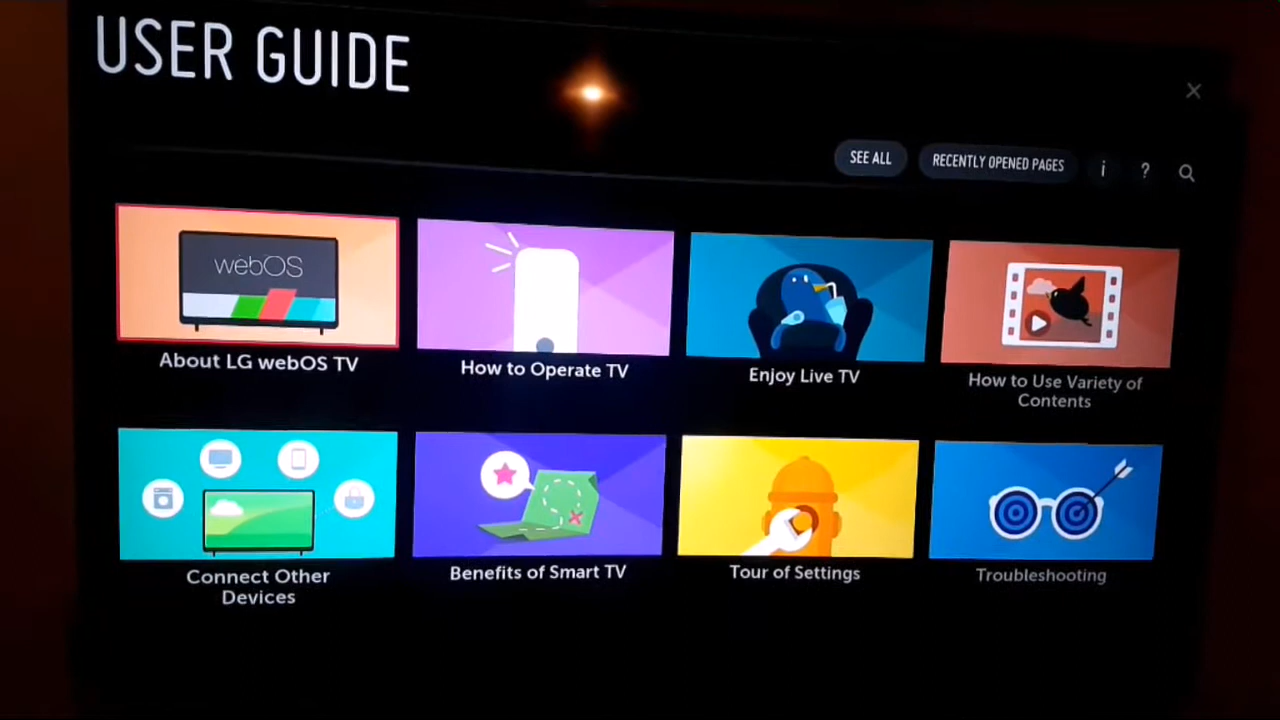 USER GUIDE
SEE ALL
RECENTLY OPENED PAGES
i
?
webOS
About LG webOS TV
How to Operate TV
Enjoy Live TV
How to Use Variety of
Contents
Connect Other
Devices
Benefits of Smart TV
Tour of Settings
Troubleshooting